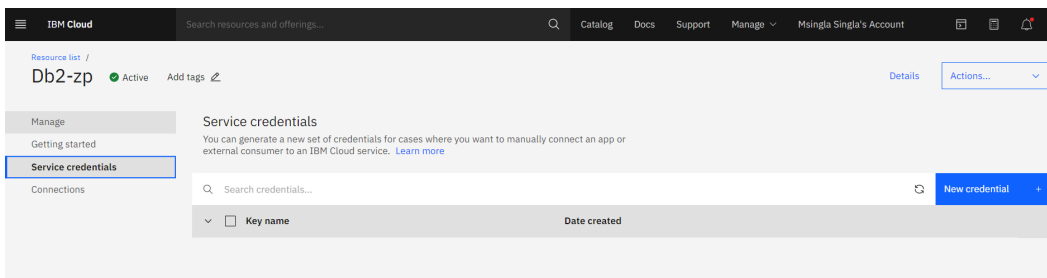 IBM Cloud
Search resources and offerings...
Catalog
Docs
Support
Manage
Msingla Singla's Account
Resource list /
Db2-zp
Active
Add tags
Details
Actions...
Manage
Getting started
Service credentials
Connections
Service credentials
You can generate a new set of credentials for cases where you want to manually connect an app or
external consumer to an IBM Cloud service. Learn more
Search credentials...
New credential +
Key name
Date created